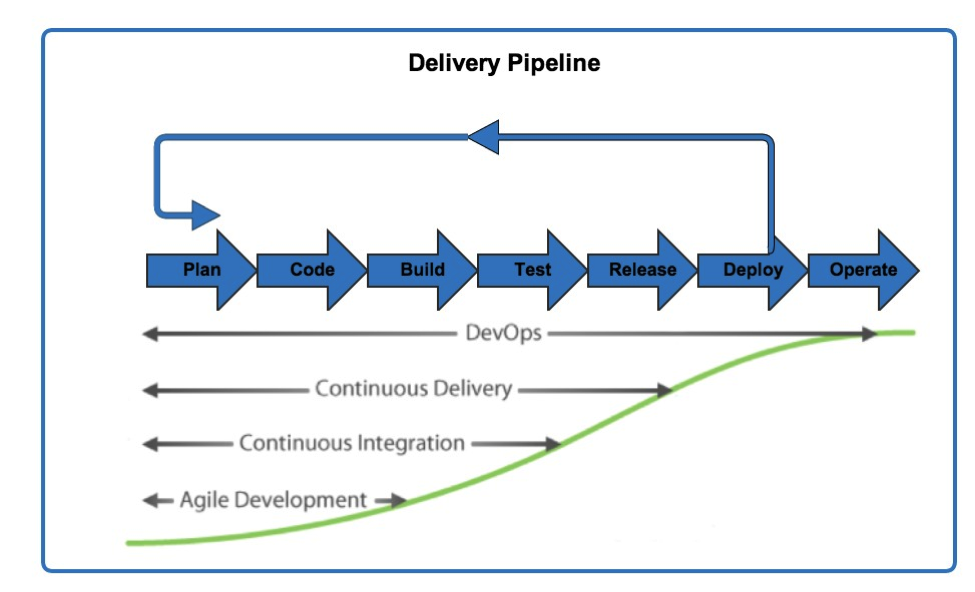 Delivery Pipeline
Plan Code Build Test Release Deploy Operate
DevOps
Continuous Delivery
Continuous Integration
Agile Development